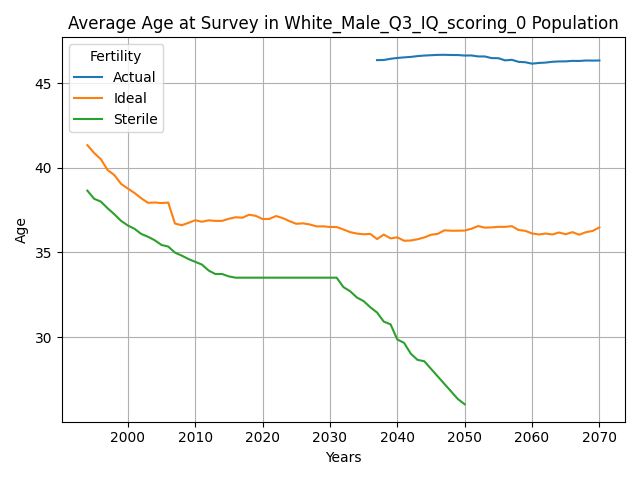 Average Age at Survey in White_Male_Q3_IQ_scoring_0 Population
Fertility
Actual
Ideal
Sterile
Age
45
40
35
30
2000 2010 2020 2030 2040 2050 2060 2070
Years